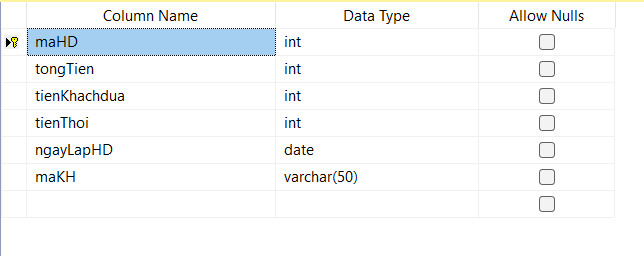 Column Name Data Type Allow Nulls
maHD int
tongTien int
tienKhachdua int
tienThoi int
ngayLapHD date
maKH varchar(50)